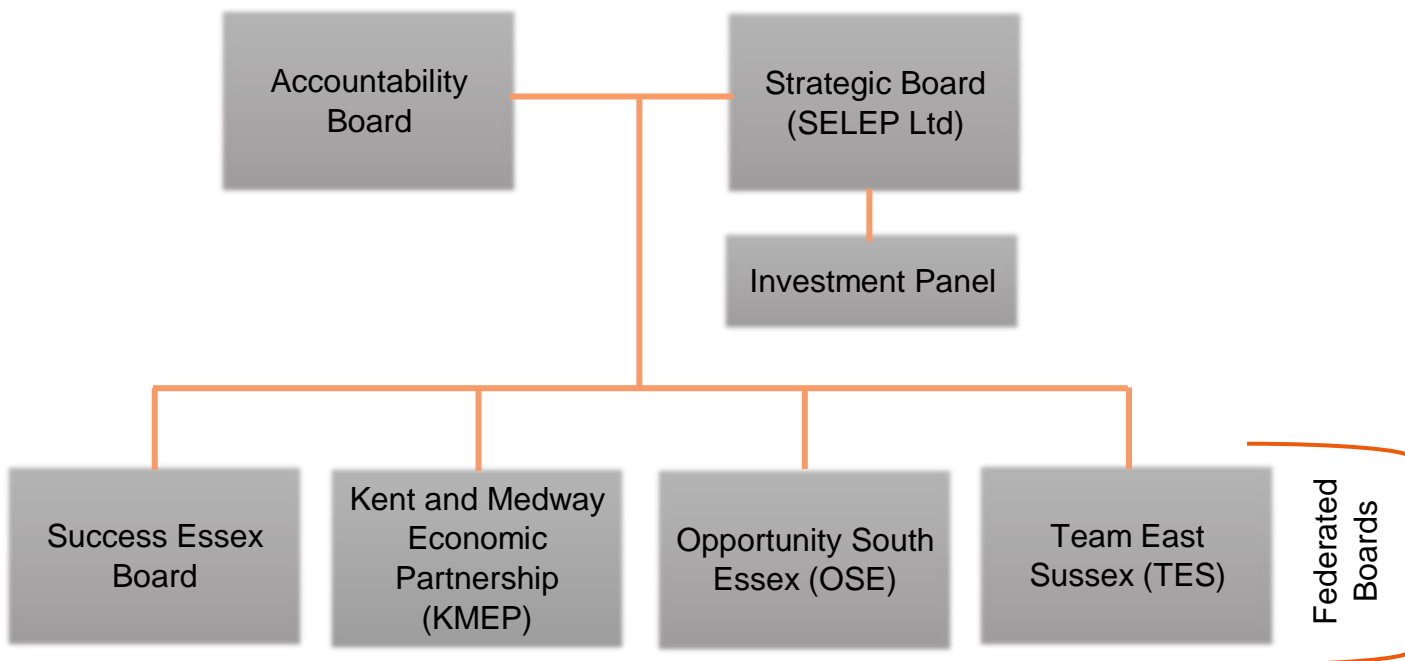 Accountability
Board
Strategic Board
(SELEP Ltd)
Investment Panel
Success Essex
Board
Kent and Medway
Economic
Partnership
(KMEP)
Opportunity South
Essex (OSE)
Team East
Sussex (TES)
Federated
Boards